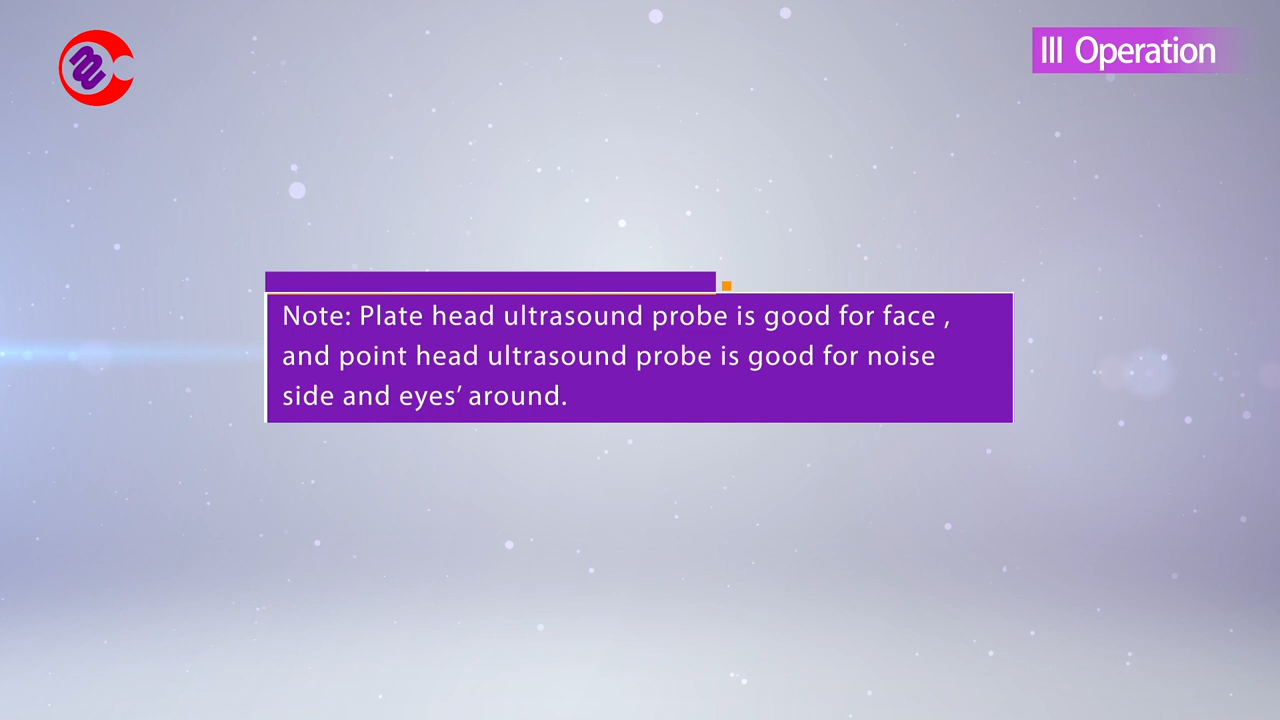 III Operation
Note: Plate head ultrasound probe is good for face ,
and point head ultrasound probe is good for noise
side and eyes’ around.